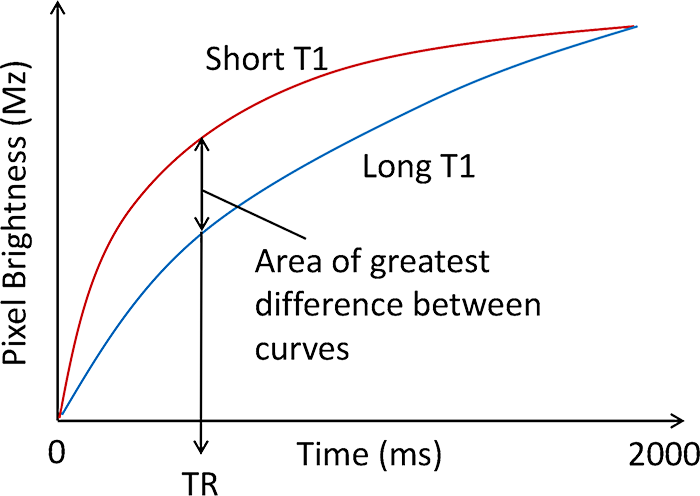 Pixel Brightness (Mz)
Short T1
Long T1
Area of greatest
difference between
curves
0
Time (ms)
2000
TR